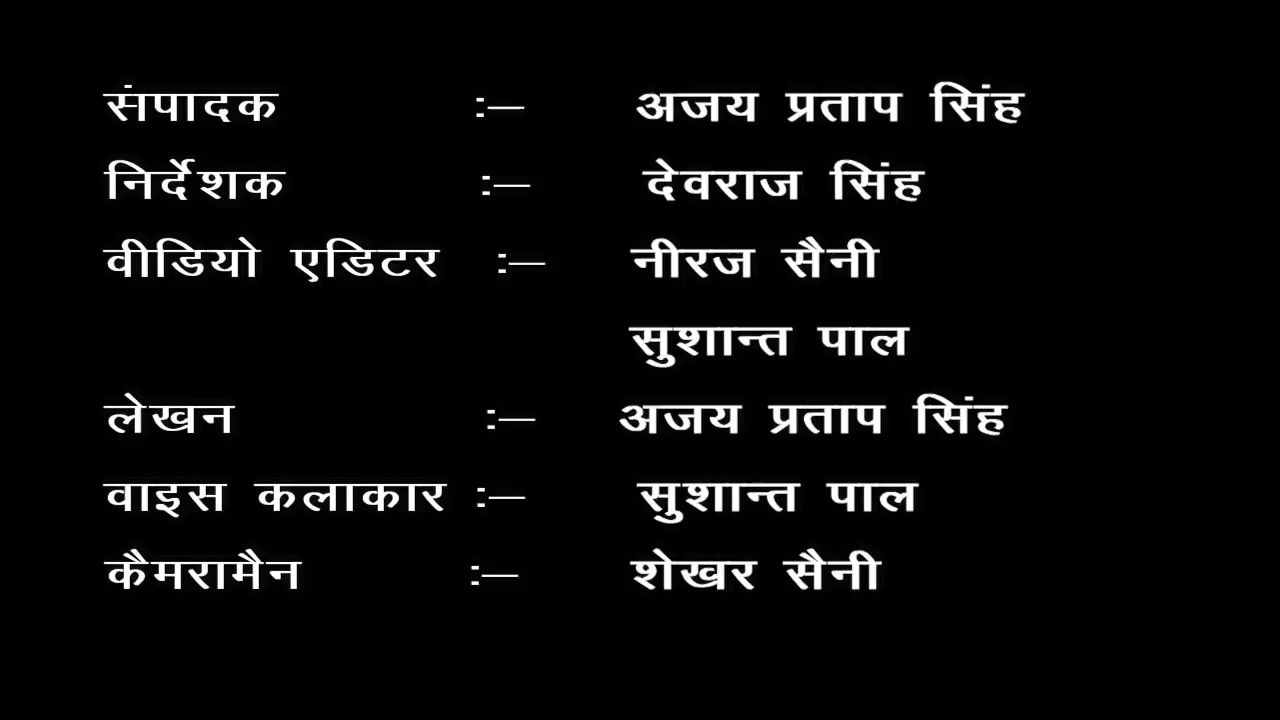 संपादक :— अजय प्रताप सिंह
निर्देशक :— देवराज सिंह
वीडियो एडिटर :— नीरज सैनी
सुशान्त पाल
लेखन :— अजय प्रताप सिंह
वाइस कलाकार :— सुशान्त पाल
कैमरामैन :— शेखर सैनी